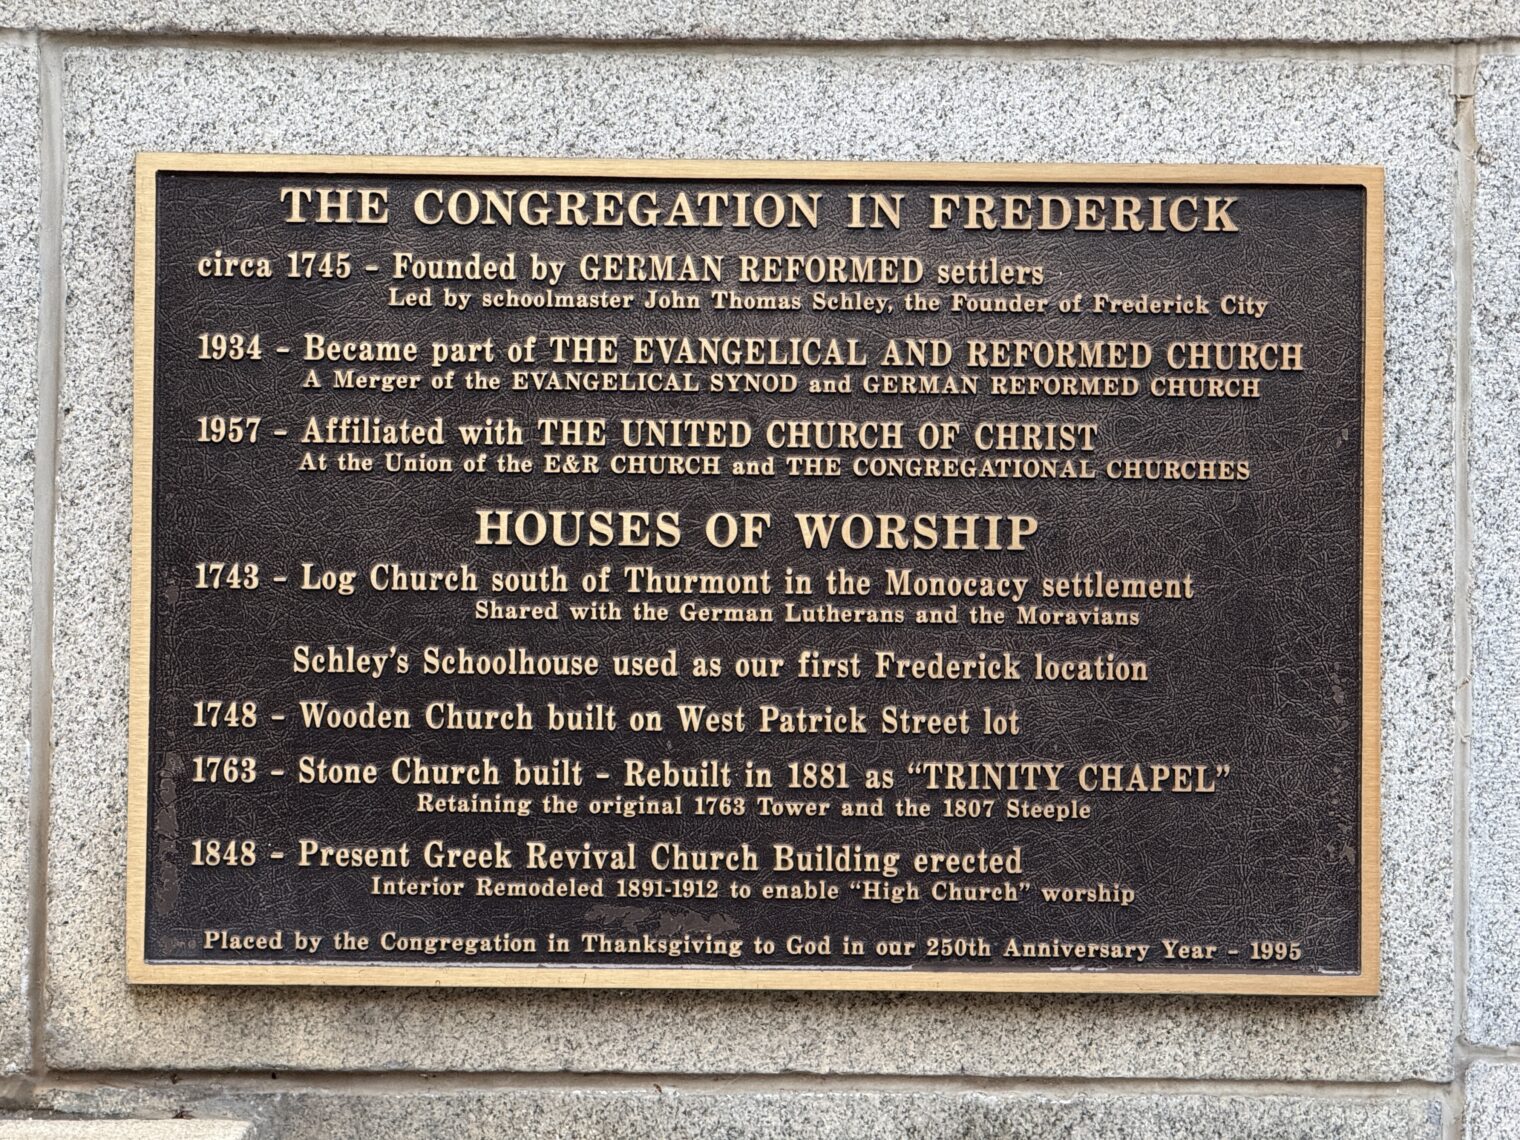 THE CONGREGATION IN FREDERICK
circa 1745 - Founded by GERMAN REFORMED settlers
Led by schoolmaster John Thomas Schley, the Founder of Frederick City
1934 - Became part of THE EVANGELICAL AND REFORMED CHURCH
A Merger of the EVANGELICAL SYNOD and GERMAN REFORMED CHURCH
1957 - Affiliated with THE UNITED CHURCH OF CHRIST
At the Union of the E&R CHURCH and THE CONGREGATIONAL CHURCHES
HOUSES OF WORSHIP
1743 - Log Church south of Thurmont in the Monocacy settlement
Shared with the German Lutherans and the Moravians
Schley's Schoolhouse used as our first Frederick location
1748 - Wooden Church built on West Patrick Street lot
1763 - Stone Church built - Rebuilt in 1881 as “TRINITY CHAPEL”
Retaining the original 1763 Tower and the 1807 Steeple
1848 - Present Greek Revival Church Building erected
Interior Remodeled 1891-1912 to enable “High Church” worship
Placed by the Congregation in Thanksgiving to God in our 250th Anniversary Year - 1995